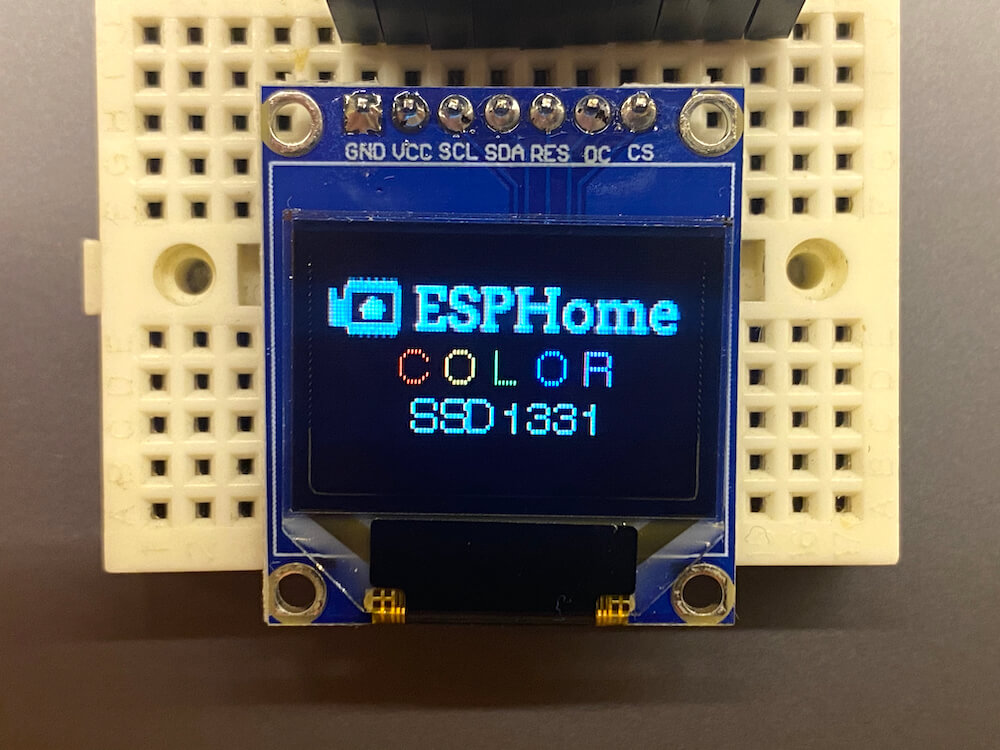 GND VCC SCL SDA RES DC CS
ESPHome
COLOR
SSD1331